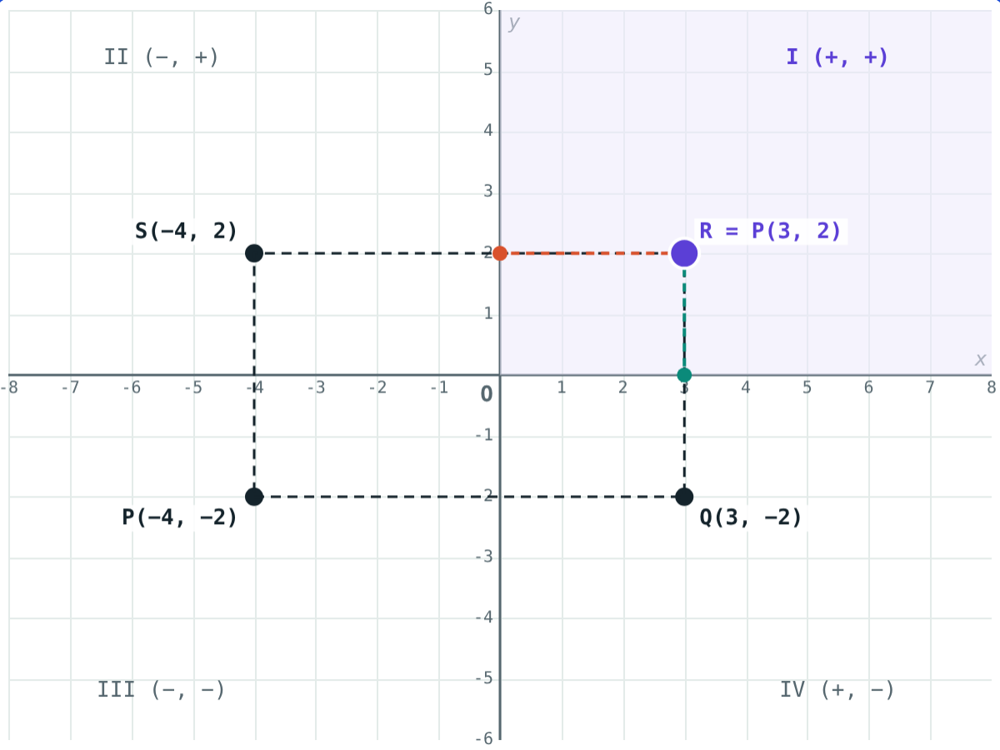 6
y
II (−, +)
I (+, +)
5
4
3
S(−4, 2)
R = P(3, 2)
2
1
x
-8 -7 -6 -5 -4 -3 -2 -1 0 1 2 3 4 5 6 7 8
-1
-2
P(−4, −2)
Q(3, −2)
-3
-4
-5
III (−, −)
IV (+, −)
-6